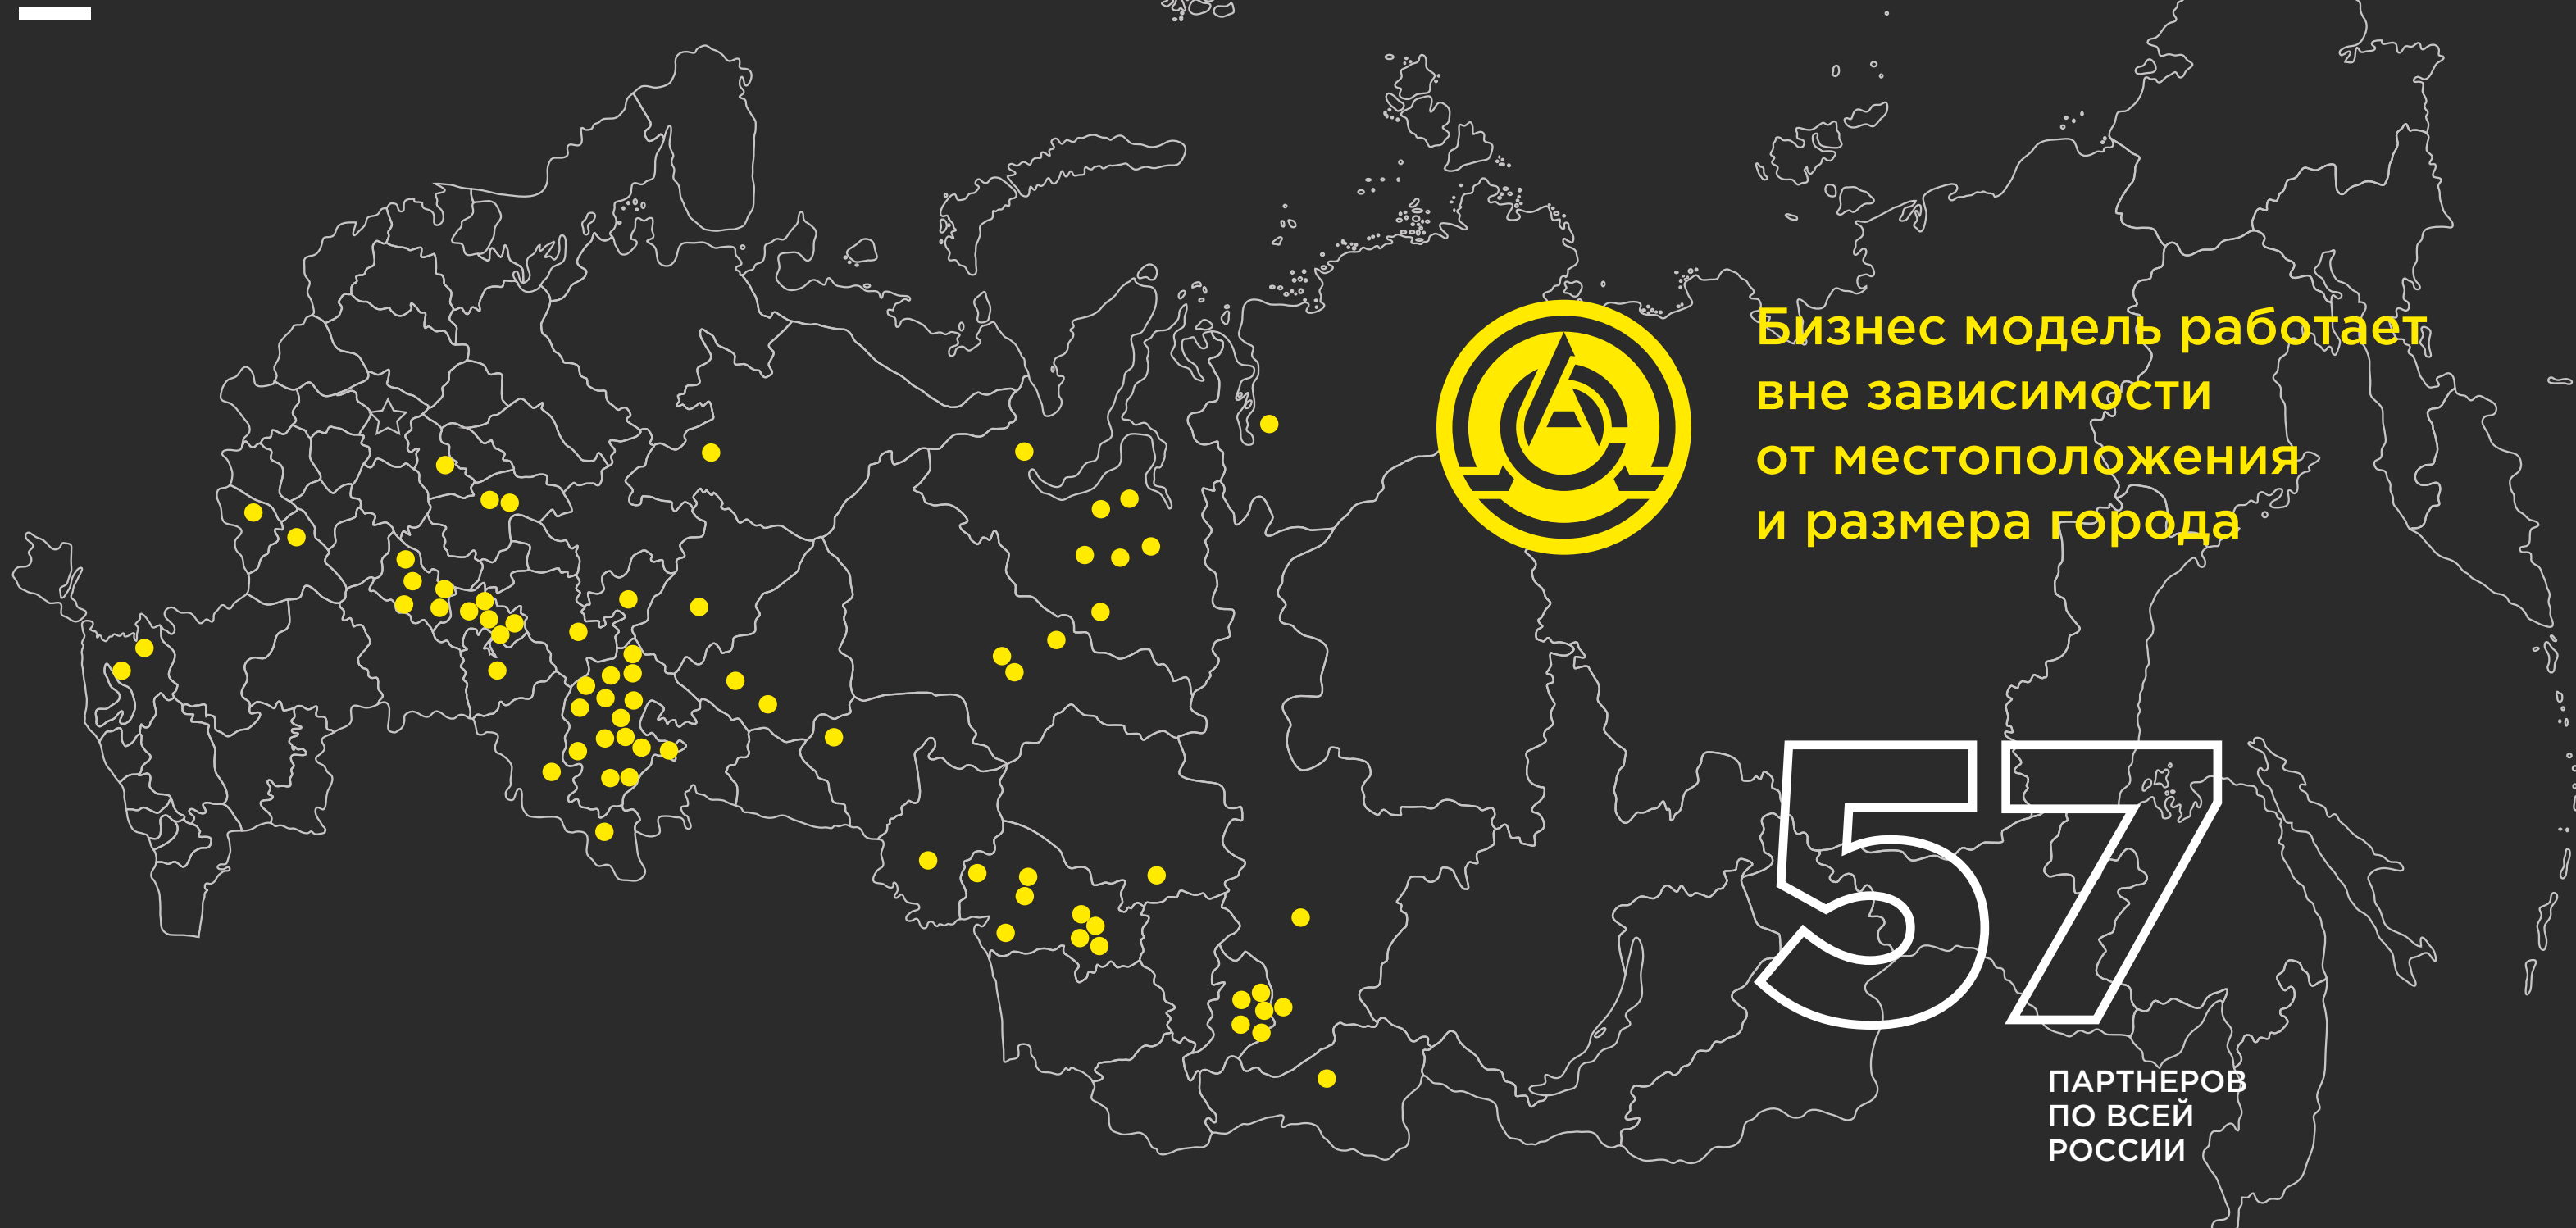 Бизнес модель работает
вне зависимости
от местоположения
и размера города
57
ПАРТНЕРОВ
ПО ВСЕЙ
РОССИИ